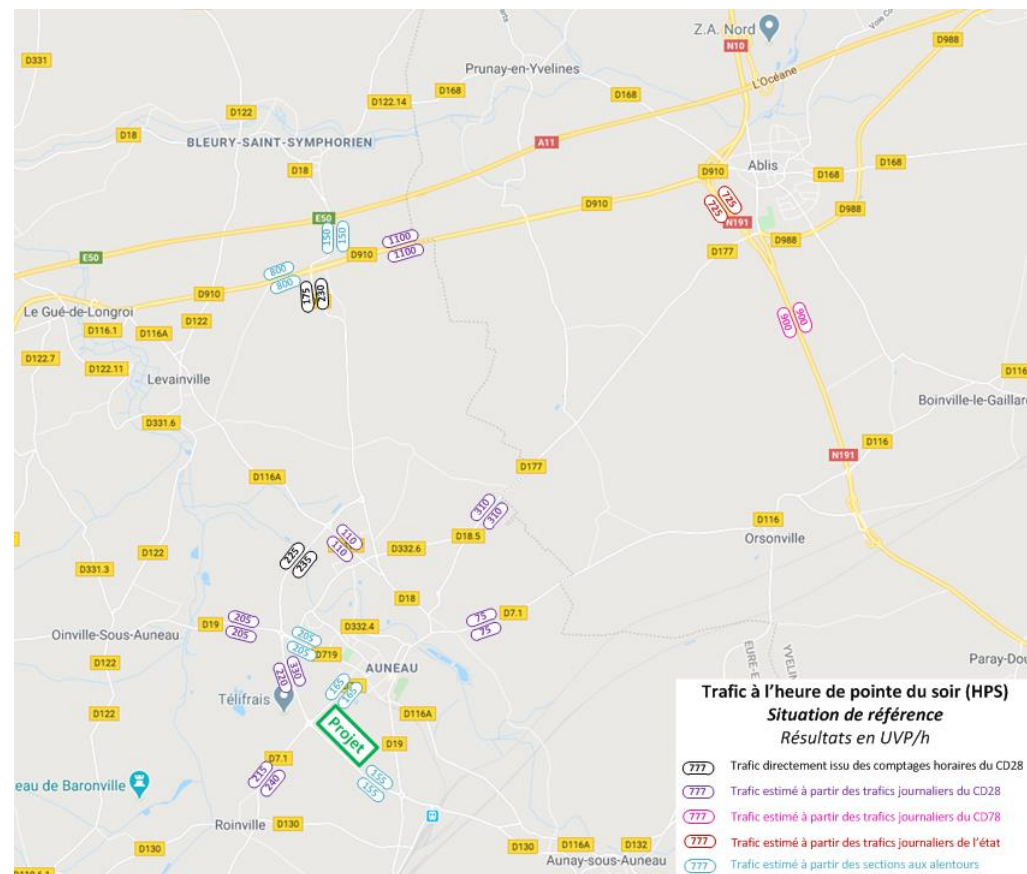 Z.A. Nord
N10
D988
Voie Co
D331
Prunay-en-Yvelines
L'Océane
D168
D122.14
D168
D122
D18
BLEURY-SAINT-SYMPHORIEN
A11
D18
D910
Ablis
D168
D168
725
725
D910
E50
150
150
1100
1100
N191
D988
D988
D177
E50
D910
800
800
175
230
D910
Le Gué-de-Longroi
D122
D116.1
D116A
900
900
D122.7
D122.11
Levainville
D116
Boinville-le-Gaillar
D331.6
D116
N191
D177
D116A
310
310
D116
D18.5
Orsonville
110
110
D332.6
225
235
D122
D331.3
D18
75
75
D7.1
D19
205
205
D332.4
Oinville-Sous-Auneau
205
205
D719
D122
AUNEAU
330
220
165
165
EURE-E
YVELIN
Paray-Dou
Télifrais
D122
D116A
Projet
D19
D7.1
215
240
155
155
eau de Baronville
Roinville
D130
D130
D130
D116A
D132
Aunay-sous-Auneau
Trafic à l'heure de pointe du soir (HPS)
Situation de référence
Résultats en UVP/h
777 Trafic directement issu des comptages horaires du CD28
777 Trafic estimé à partir des trafics journaliers du CD28
777 Trafic estimé à partir des trafics journaliers du CD78
777 Trafic estimé à partir des trafics journaliers de l'état
777 Trafic estimé à partir des sections aux alentours